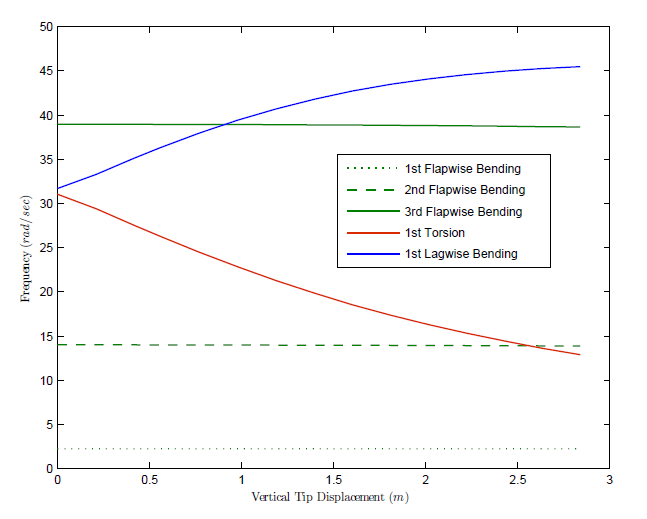 50
45
40
35
30
25
20
15
10
5
0
Frequency (rad/sec)
1st Flapwise Bending
2nd Flapwise Bending
3rd Flapwise Bending
1st Torsion
1st Lagwise Bending
0 0.5 1 1.5 2 2.5 3
Vertical Tip Displacement (m)